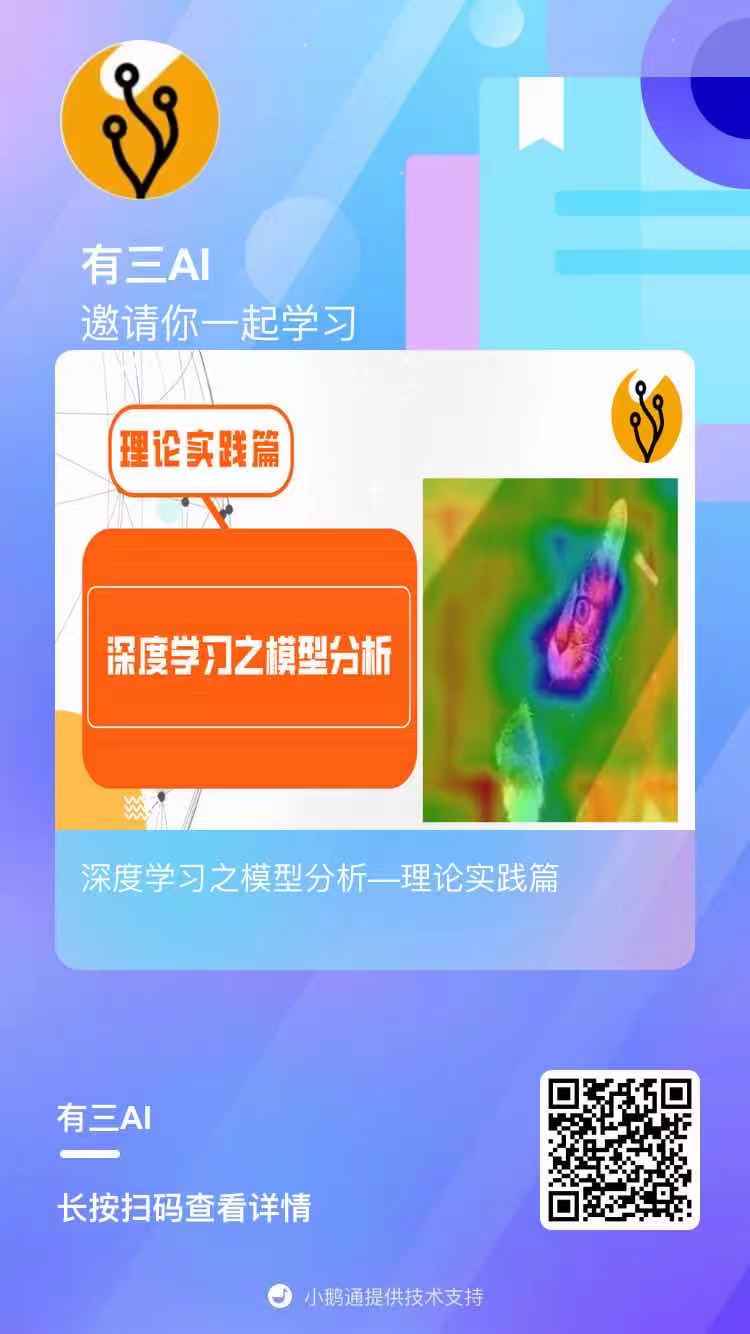 有三AI
邀请你一起学习
理论实践篇
深度学习之模型分析
深度学习之模型分析—理论实践篇
有三AI
长按扫码查看详情
小鹅通提供技术支持